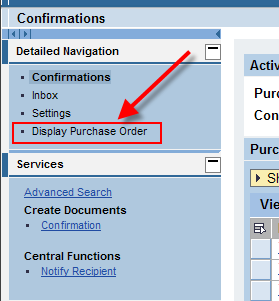 Confirmations
Detailed Navigation
Confirmations
Inbox
Settings
Display Purchase Order
Services
Advanced Search
Create Documents
Confirmation
Central Functions
Notify Recipient
Activ
Purc
Con
Purc
Sh
Vie